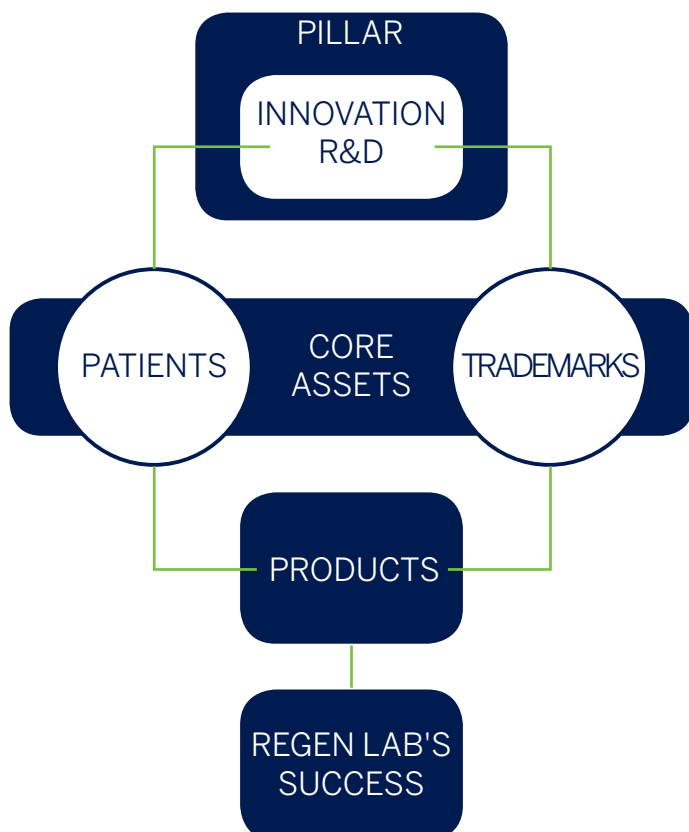 PILLAR
INNOVATION
R&D
PATIENTS
CORE
ASSETS
TRADEMARKS
PRODUCTS
REGEN LAB'S
SUCCESS